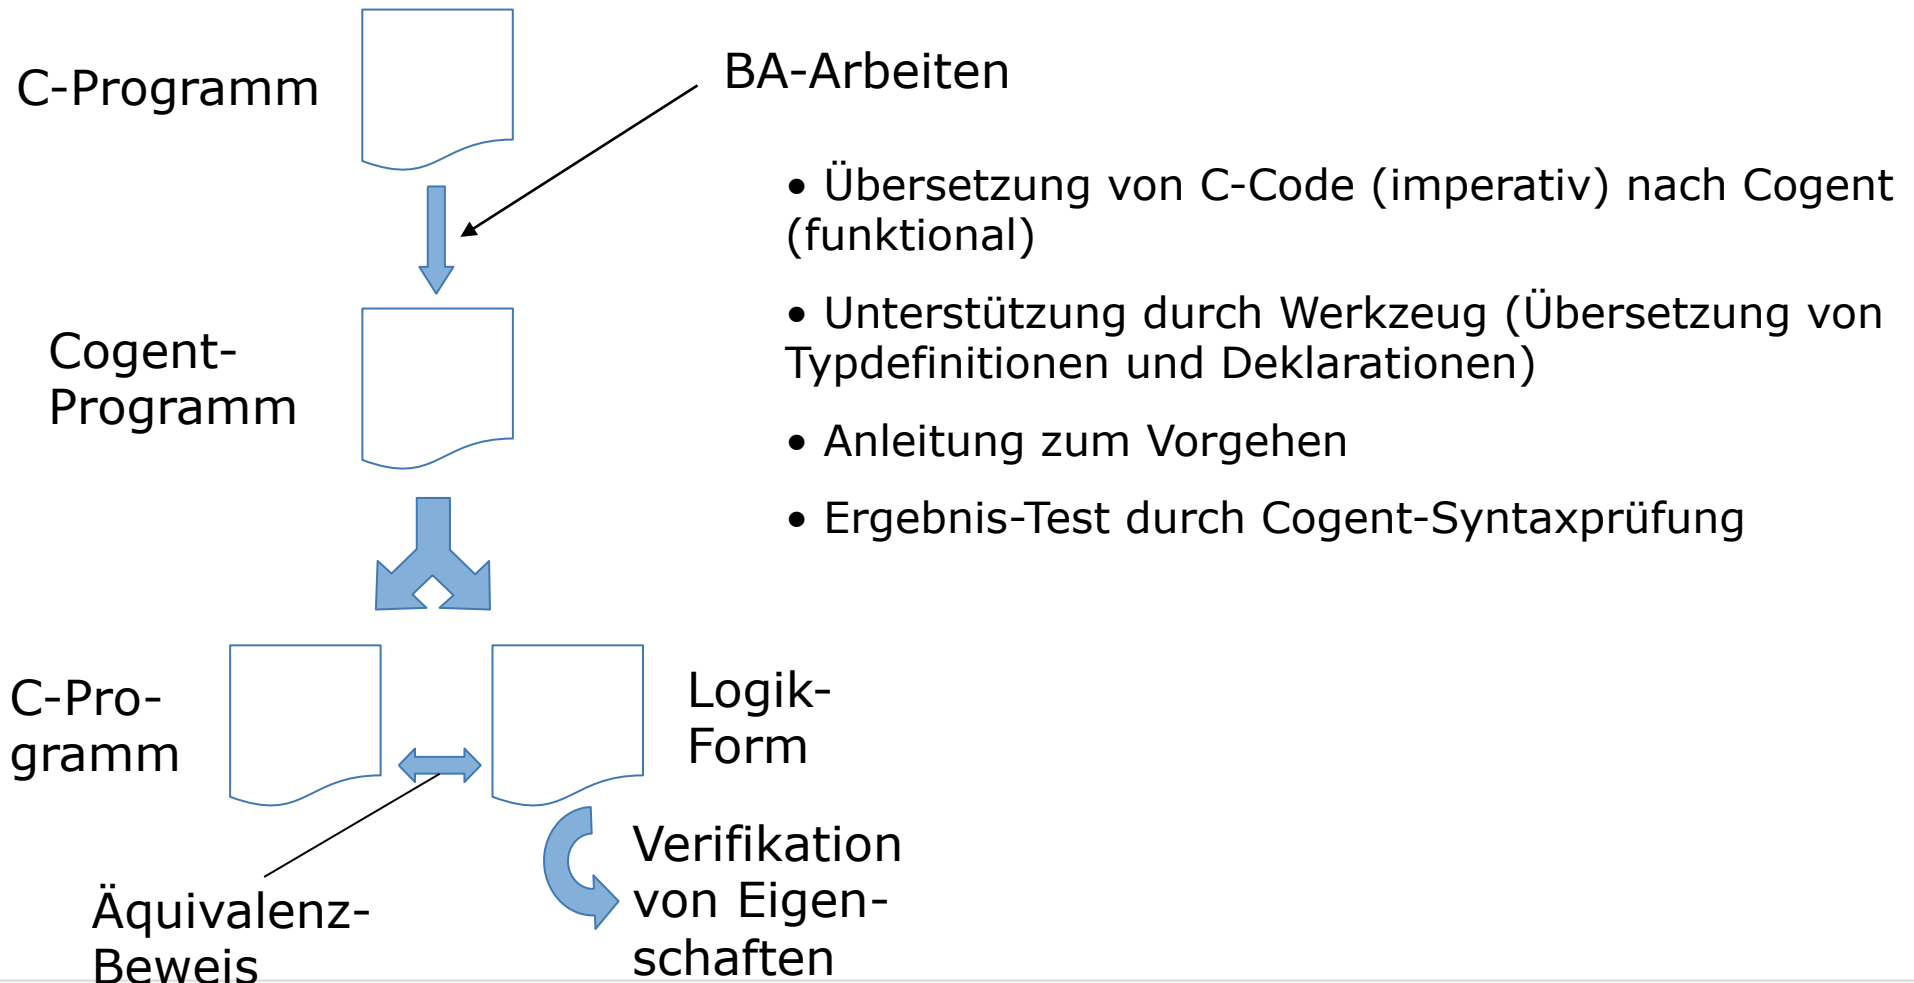 C-Programm
BA-Arbeiten
• Übersetzung von C-Code (imperativ) nach Cogent
(funktional)
• Unterstützung durch Werkzeug (Übersetzung von
Typdefinitionen und Deklarationen)
• Anleitung zum Vorgehen
• Ergebnis-Test durch Cogent-Syntaxprüfung
Cogent-
Programm
C-Pro-
gramm
Logik-
Form
Äquivalenz-
Beweis
Verifikation
von Eigen-
schaften